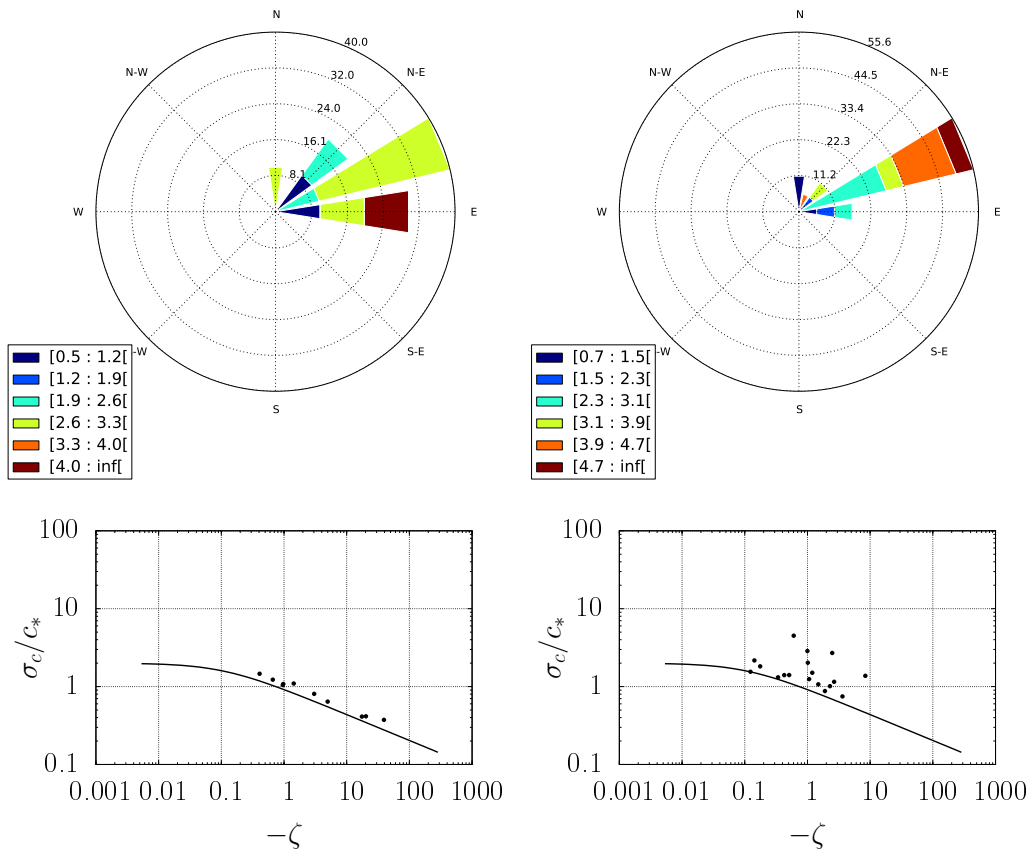 N
N-E
E
S-E
S
-W
W
N-W
40.0
32.0
24.0
16.1
8.1
[0.5 : 1.2[
[1.2 : 1.9[
[1.9 : 2.6[
[2.6 : 3.3[
[3.3 : 4.0[
[4.0 : inf[
N
N-E
E
S-E
S
-W
W
N-W
55.6
44.5
33.4
22.3
11.2
[0.7 : 1.5[
[1.5 : 2.3[
[2.3 : 3.1[
[3.1 : 3.9[
[3.9 : 4.7[
[4.7 : inf[
σc/c*
100
10
1
0.1
0.001 0.01 0.1 1 10 100 1000
−ζ
σc/c*
100
10
1
0.1
0.001 0.01 0.1 1 10 100 1000
−ζ